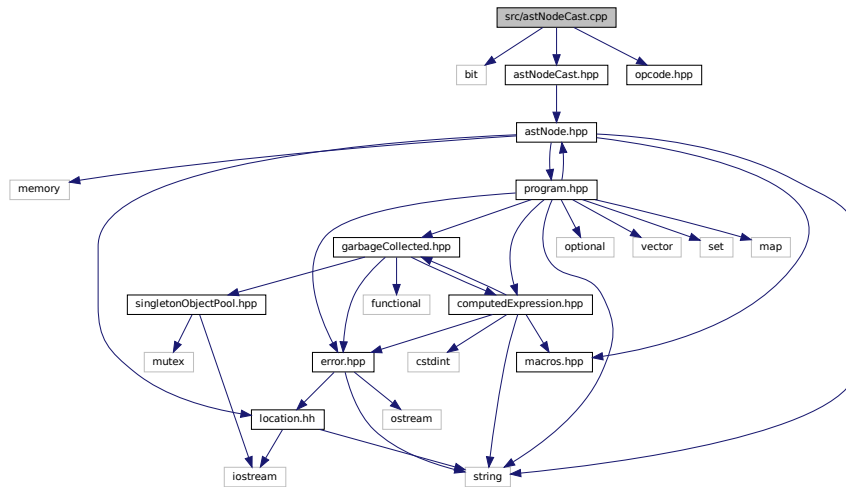 src/astNodeCast.cpp
bit
astNodeCast.hpp
opcode.hpp
astNode.hpp
memory
program.hpp
garbageCollected.hpp
optional
vector
set
map
singletonObjectPool.hpp
functional
computedExpression.hpp
mutex
error.hpp
cstdint
macros.hpp
location.hh
ostream
iostream
string